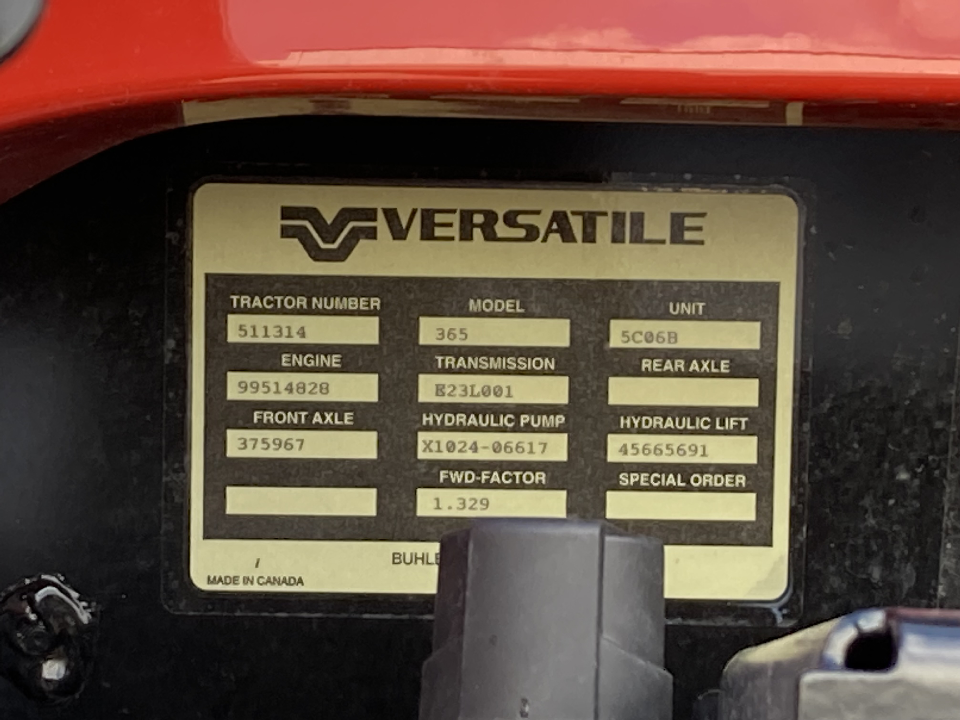 VERSATILE
TRACTOR NUMBER MODEL UNIT
511314 365 5C06B
ENGINE TRANSMISSION REAR AXLE
99514828 E23L001
FRONT AXLE HYDRAULIC PUMP HYDRAULIC LIFT
375967 X1024-06617 45665691
FWD-FACTOR SPECIAL ORDER
1.329
/ BUHLE
MADE IN CANADA